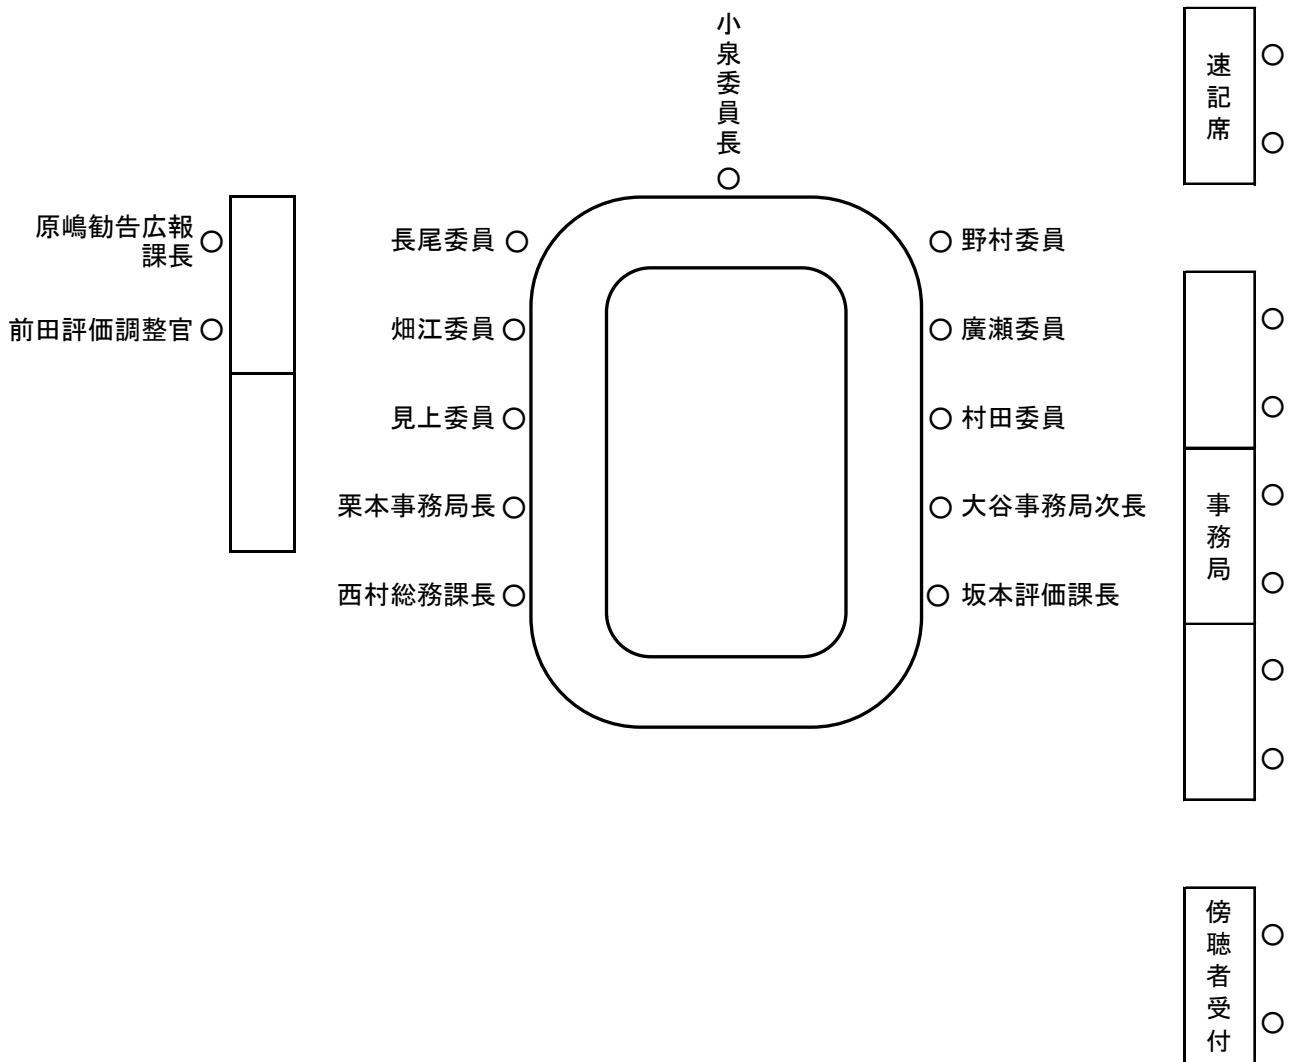 小泉委員長
速記席
原嶋勧告広報
課長
前田評価調整官
長尾委員
畑江委員
見上委員
栗本事務局長
西村総務課長
野村委員
廣瀬委員
村田委員
大谷事務局次長
坂本評価課長
事務局
傍聴者受付